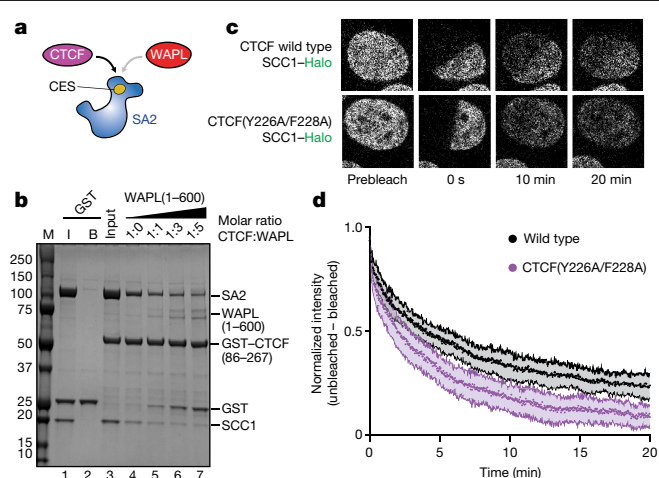 a
CTCF
WAPL
CES
SA2
b
GST
WAPL(1–600)
Molar ratio
CTCF:WAPL
M I B Input 1:0 1:1 1:3 1:5
250
150
100
75
50
37
25
20
15
10
SA2
WAPL
(1–600)
GST–CTCF
(86–267)
GST
SCC1
1 2 3 4 5 6 7
c
CTCF wild type
SCC1–Halo
CTCF(Y226A/F228A)
SCC1–Halo
Prebleach 0 s 10 min 20 min
d
Normalized intensity
(unbleached – bleached)
1.0
0.5
0
0 5 10 15 20
Time (min)
Wild type
CTCF(Y226A/F228A)